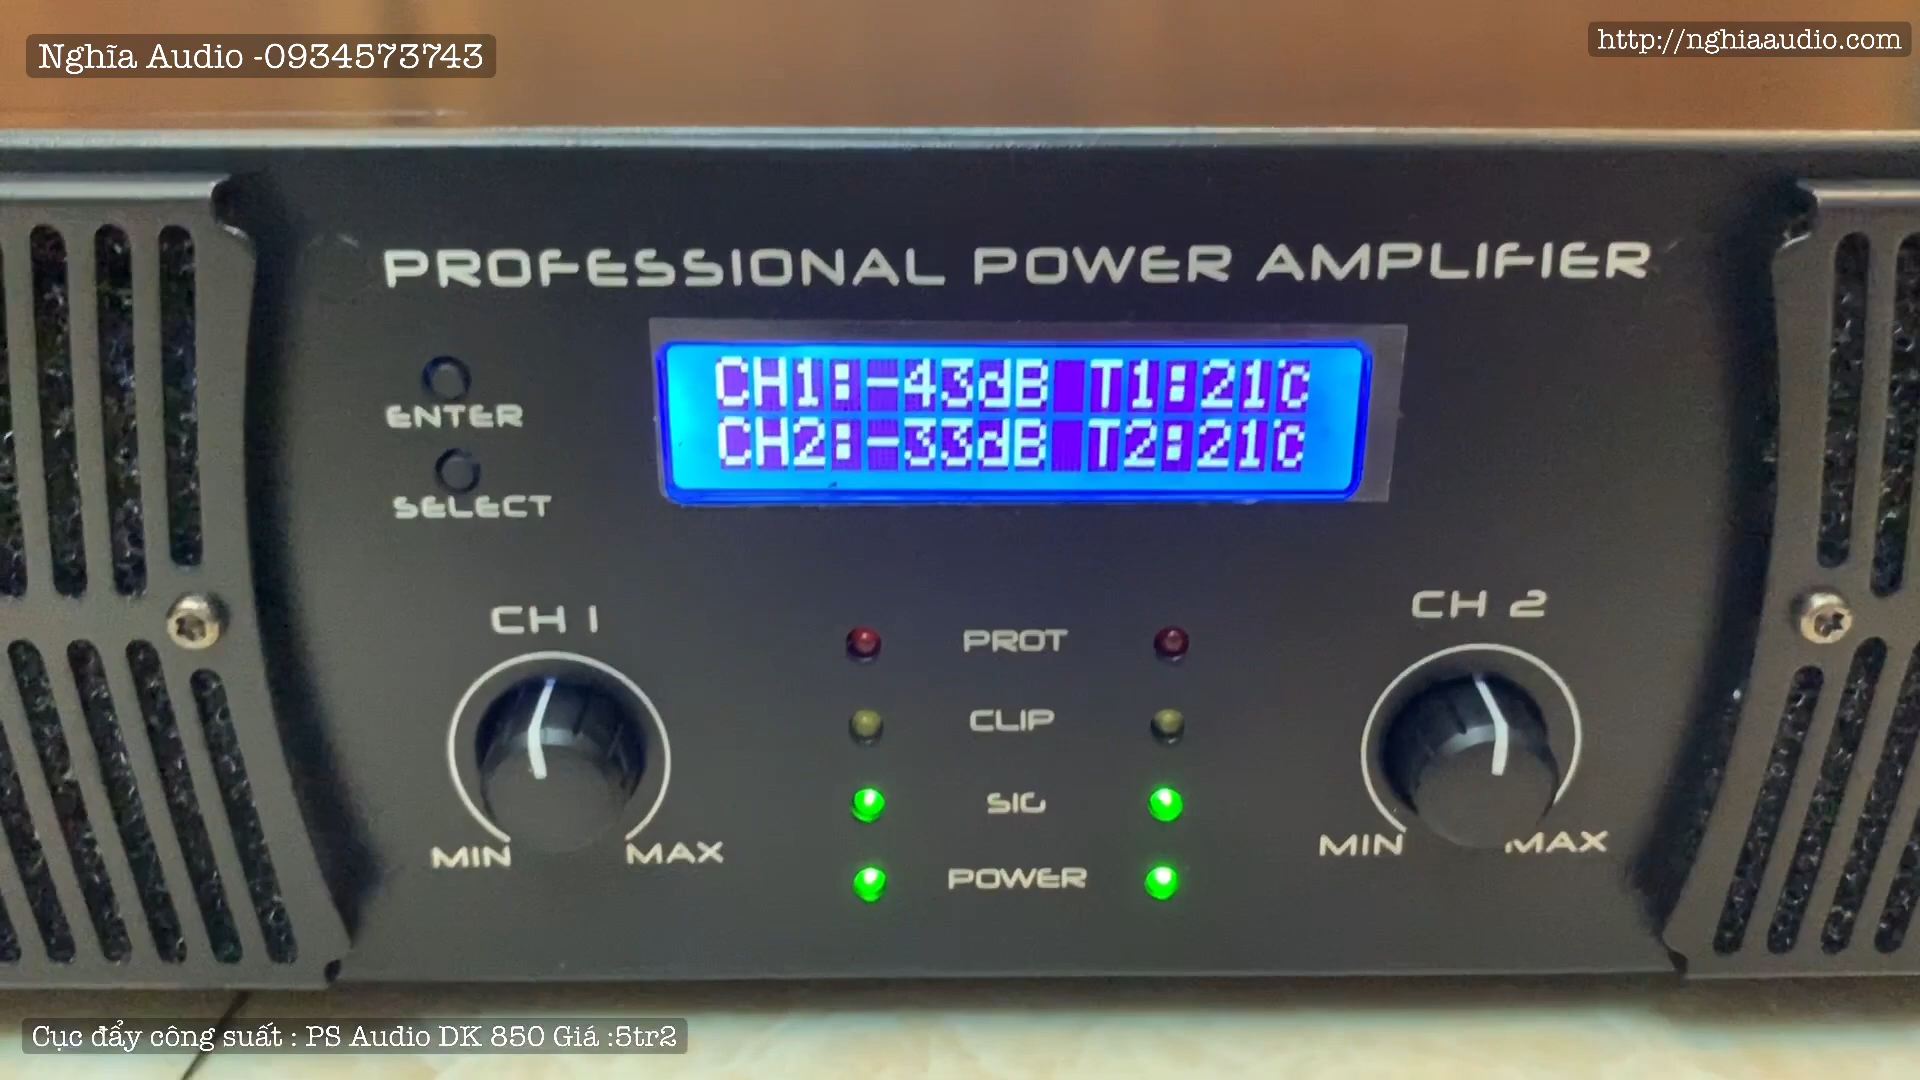 Nghĩa Audio -0934573743
http://nghiaaudio.com
PROFESSIONAL POWER AMPLIFIER
CH1:-43dB T1:21℃
CH2:-33dB T2:21℃
ENTER
SELECT
CH 1
CH 2
PROT
CLIP
SIG
POWER
MIN
MAX
MIN
MAX
Cục đẩy công suất : PS Audio DK 850 Giá :5tr2